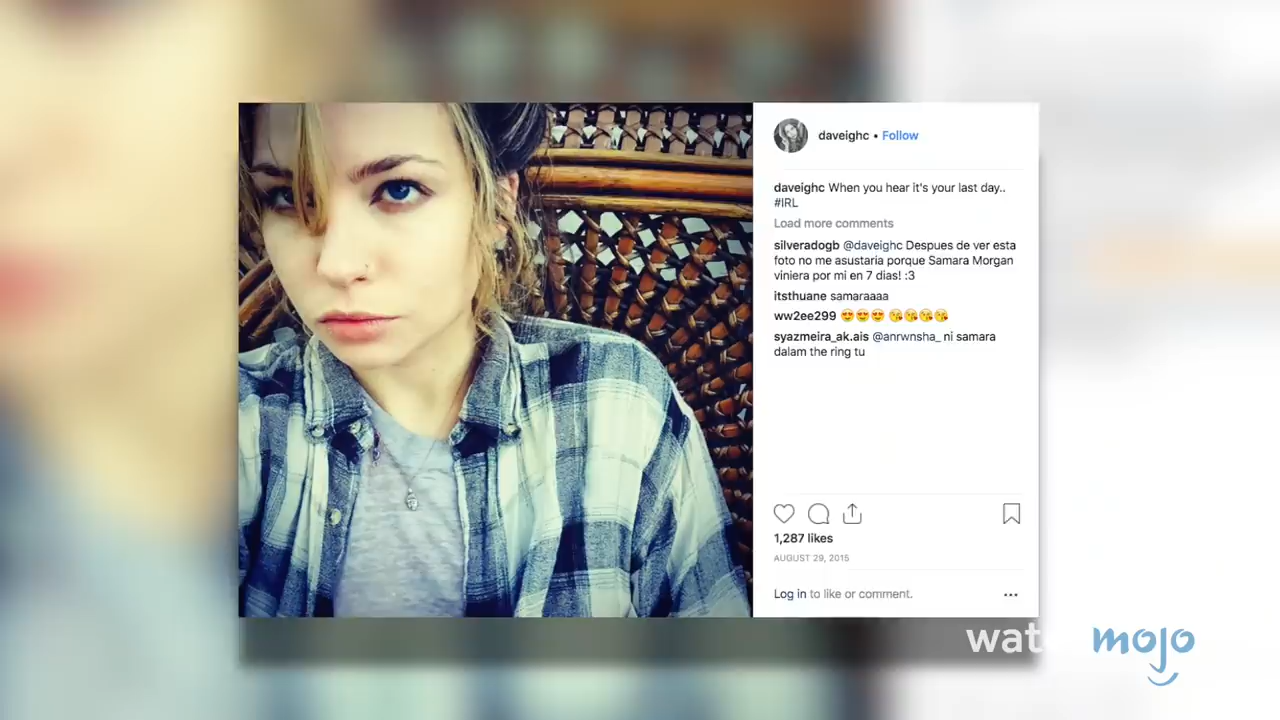 daveighc • Follow
daveighc When you hear it's your last day..
#IRL
Load more comments
silveradogb @daveighc Despues de ver esta
foto no me asustaria porque Samara Morgan
viniera por mi en 7 dias! :3
itsthuane samaraaaa
ww2ee299 😍😍😍 😘😘😘😘
syazmeira_ak.ais @anrwnsha_ ni samara
dalam the ring tu
1,287 likes
AUGUST 29, 2015
Log in to like or comment.
wat mojo